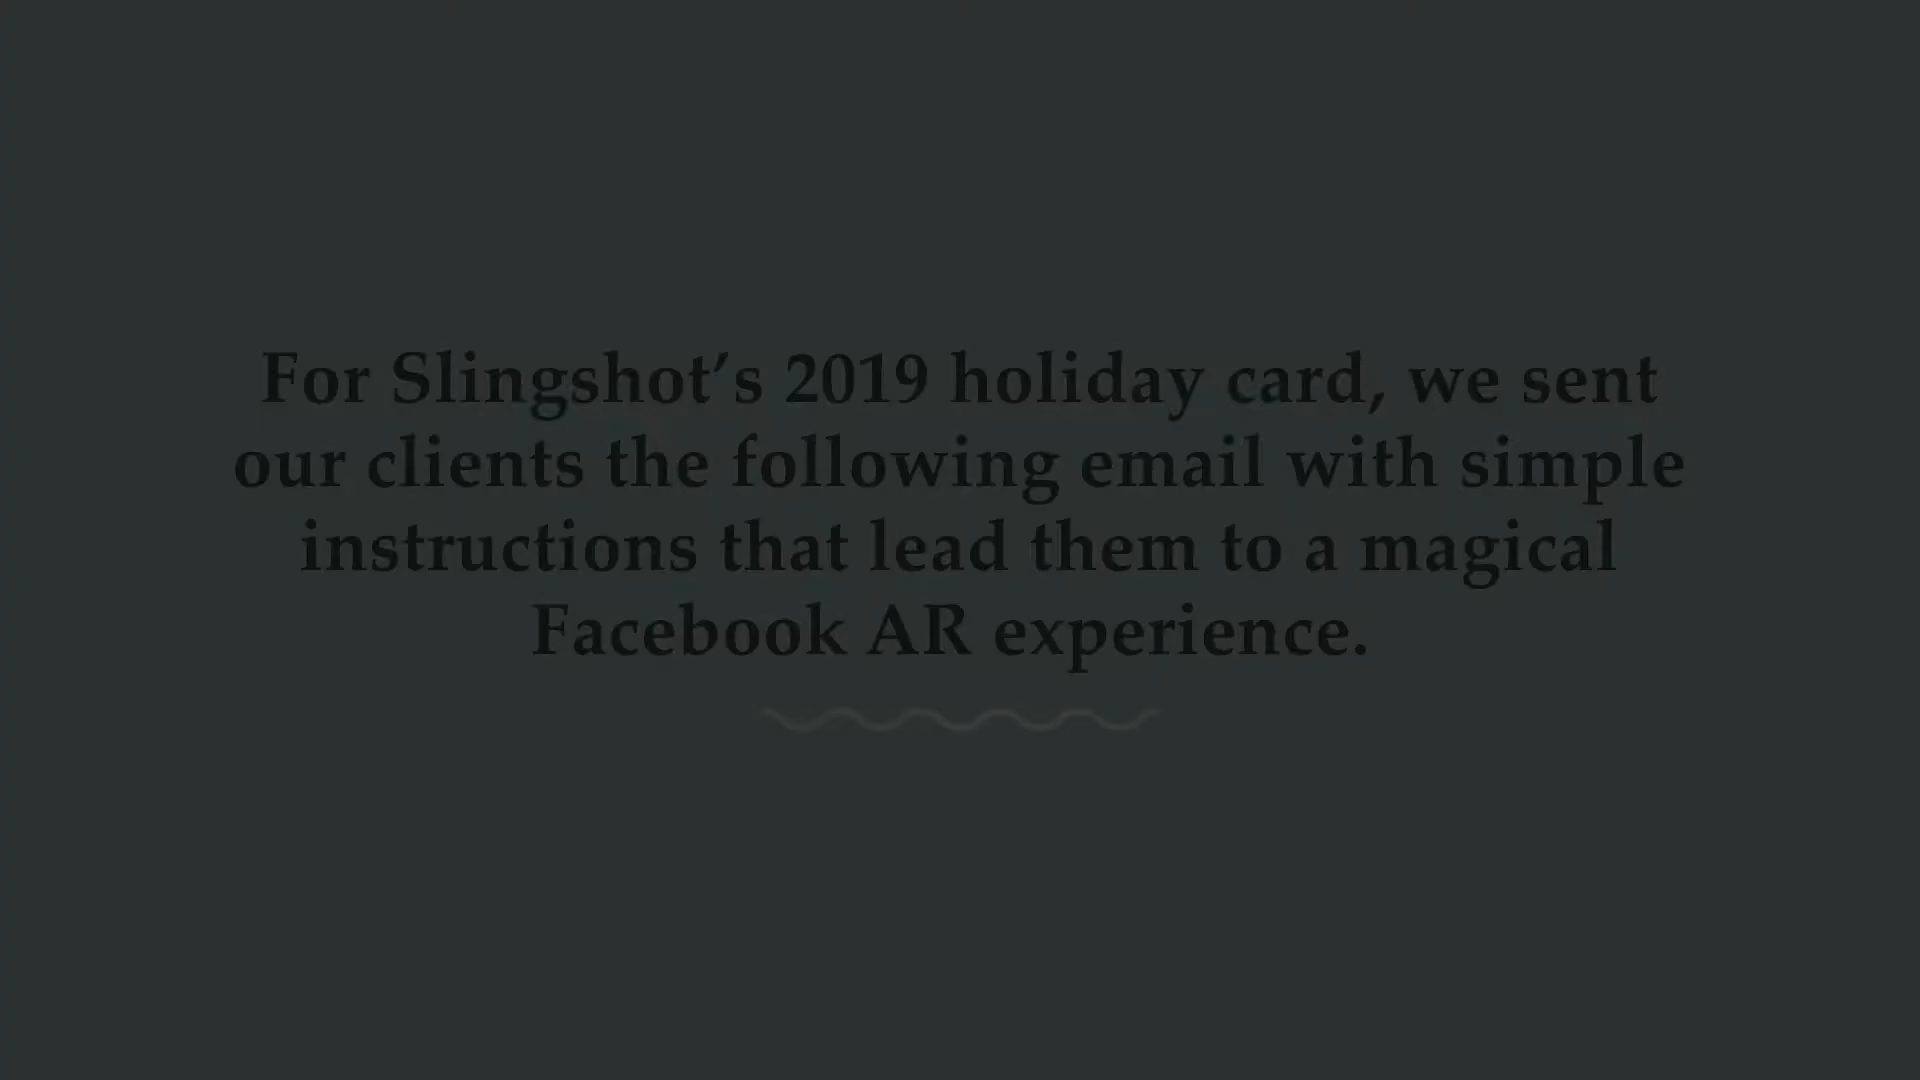 For Slingshot’s 2019 holiday card, we sent
our clients the following email with simple
instructions that lead them to a magical
Facebook AR experience.